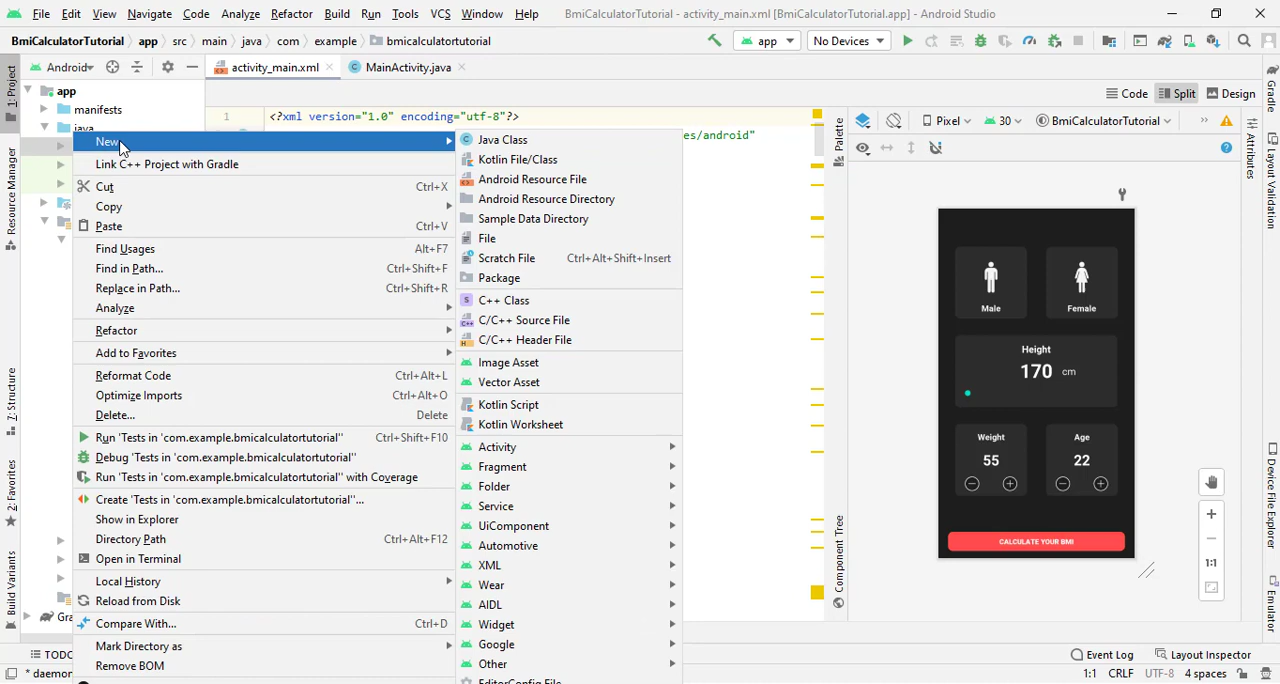 File Edit View Navigate Code Analyze Refactor Build Run Tools VCS Window Help BmiCalculatorTutorial - activity_main.xml [BmiCalculatorTutorial.app] - Android Studio
BmiCalculatorTutorial app src main java com example bmicalculatortutorial app No Devices
Android activity_main.xml MainActivity.java
Code Split Design
1: Project
Resource Manager
7: Structure
2: Favorites
Build Variants
app
manifests
java
1 <?xml version="1.0" encoding="utf-8"?>
es/android"
New
Link C++ Project with Gradle
Cut Ctrl+X
Copy
Paste Ctrl+V
Find Usages Alt+F7
Find in Path... Ctrl+Shift+F
Replace in Path... Ctrl+Shift+R
Analyze
Refactor
Add to Favorites
Reformat Code Ctrl+Alt+L
Optimize Imports Ctrl+Alt+O
Delete... Delete
Run 'Tests in 'com.example.bmicalculatortutorial'' Ctrl+Shift+F10
Debug 'Tests in 'com.example.bmicalculatortutorial''
Run 'Tests in 'com.example.bmicalculatortutorial'' with Coverage
Create 'Tests in 'com.example.bmicalculatortutorial''...
Show in Explorer
Directory Path Ctrl+Alt+F12
Open in Terminal
Local History
Reload from Disk
Compare With... Ctrl+D
Mark Directory as
Remove BOM
Java Class
Kotlin File/Class
Android Resource File
Android Resource Directory
Sample Data Directory
File
Scratch File Ctrl+Alt+Shift+Insert
Package
C++ Class
C/C++ Source File
C/C++ Header File
Image Asset
Vector Asset
Kotlin Script
Kotlin Worksheet
Activity
Fragment
Folder
Service
UiComponent
Automotive
XML
Wear
AIDL
Widget
Google
Other
EditorConfig File
Palette
Component Tree
Pixel 30 BmiCalculatorTutorial
Male Female
Height
170 cm
Weight Age
55 22
CALCULATE YOUR BMI
1:1
Attributes
Gradle
Layout Validation
Device File Explorer
Emulator
Gra
TODO
Event Log Layout Inspector
* daemon
1:1 CRLF UTF-8 4 spaces